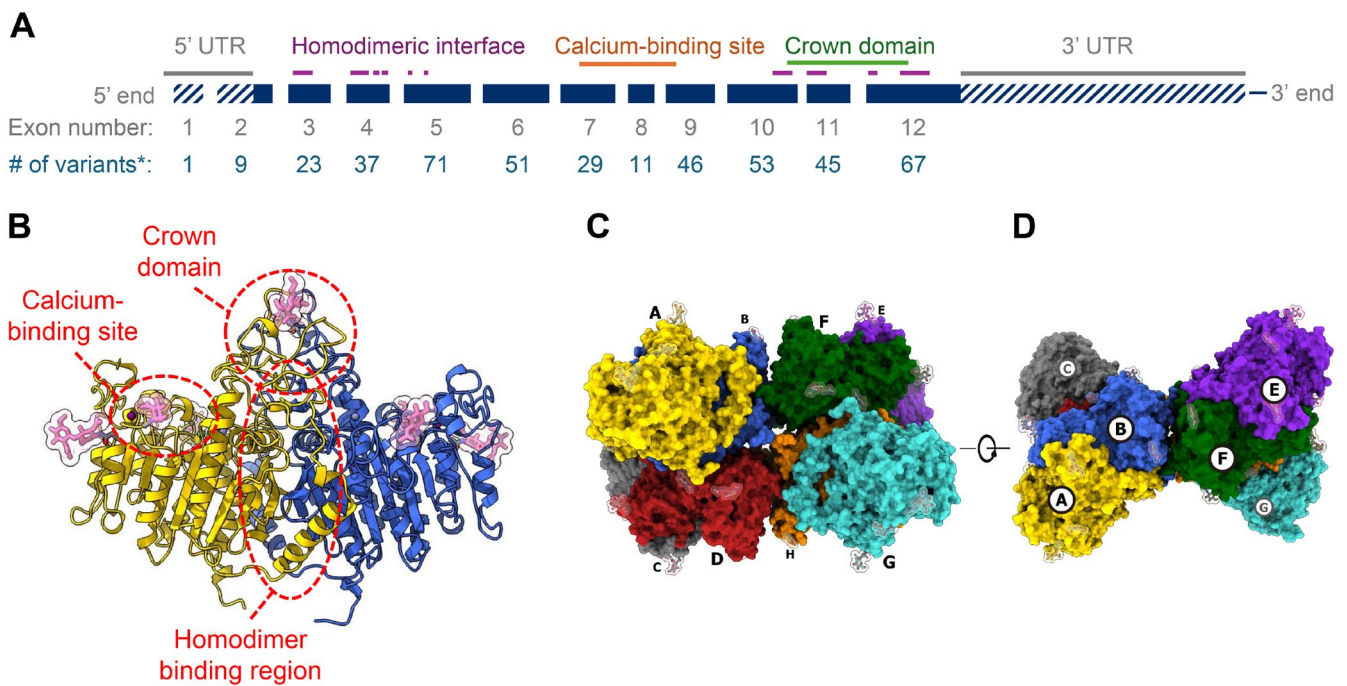 A
5’ UTR Homodimeric interface Calcium-binding site Crown domain 3’ UTR
5’ end 3’ end
Exon number: 1 2 3 4 5 6 7 8 9 10 11 12
# of variants*: 1 9 23 37 71 51 29 11 46 53 45 67
B
Crown
domain
Calcium-
binding site
Homodimer
binding region
C
A B F E
C D H G
D
C
B
A
E
F
G